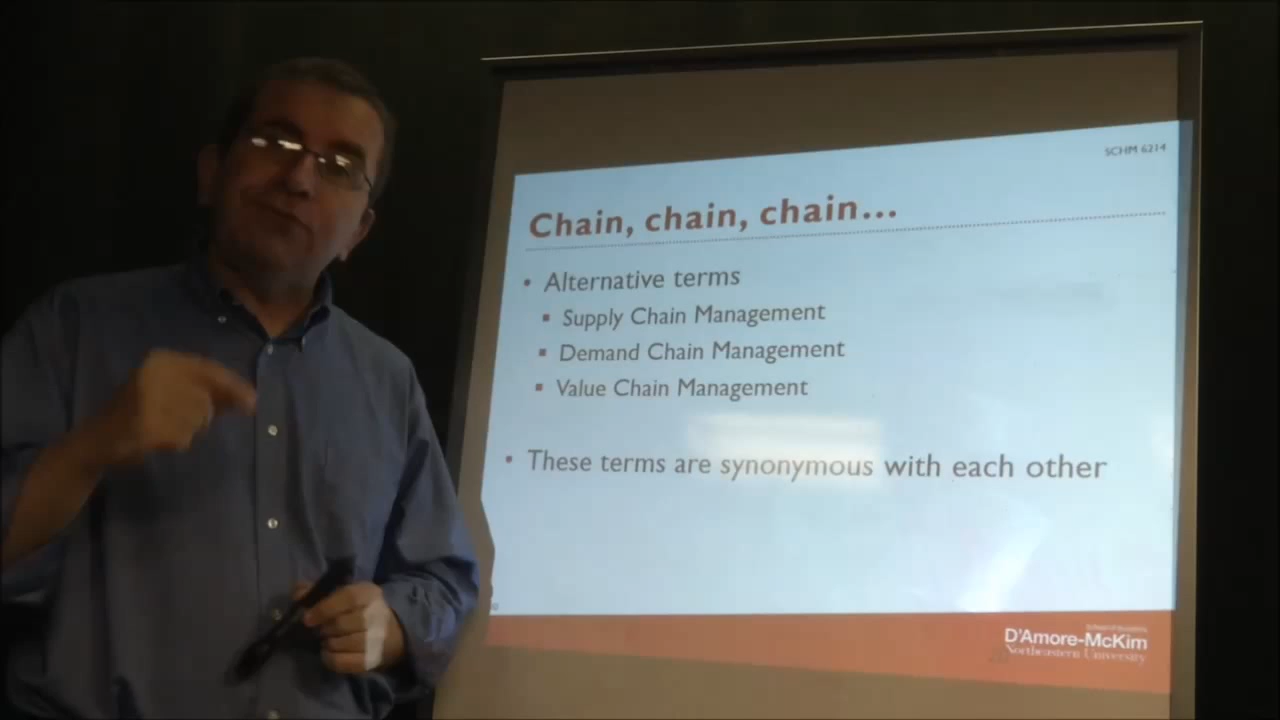 SCHM 6214
Chain, chain, chain...
• Alternative terms
▪ Supply Chain Management
▪ Demand Chain Management
▪ Value Chain Management
• These terms are synonymous with each other
D'Amore-McKim
Northeastern University